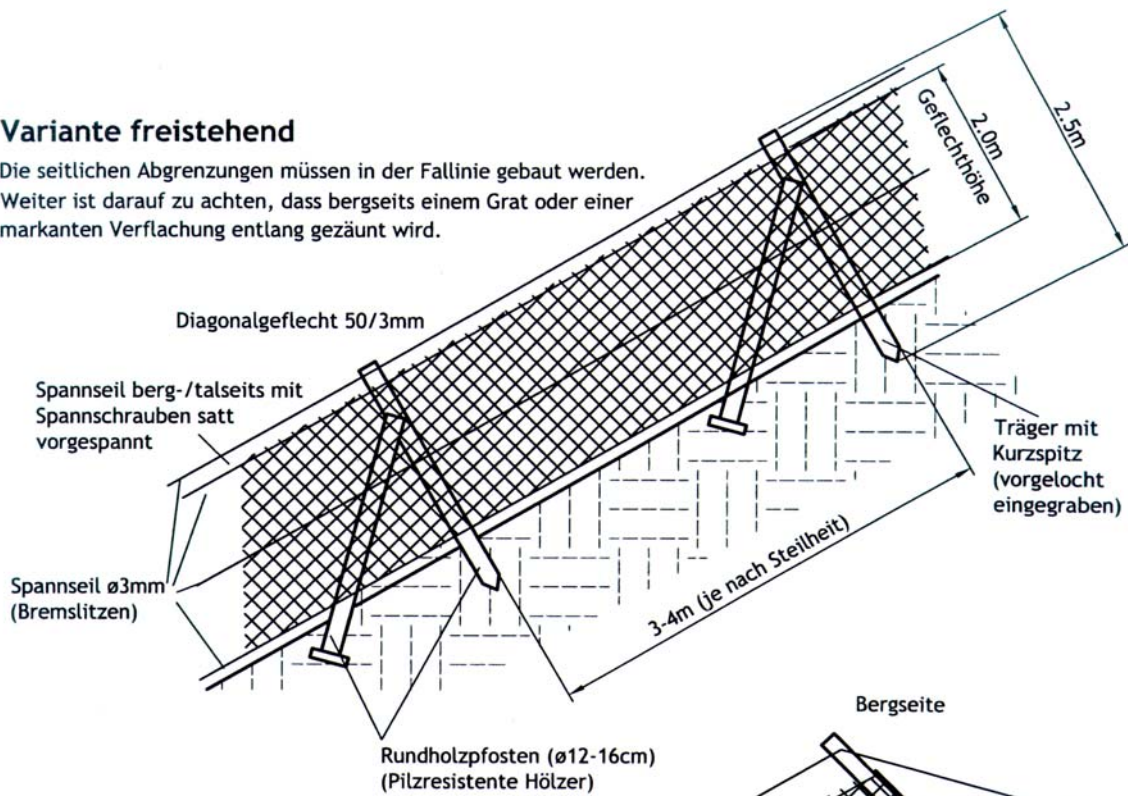 Variante freistehend
Die seitlichen Abgrenzungen müssen in der Fallinie gebaut werden.
Weiter ist darauf zu achten, dass bergseits einem Grat oder einer
markanten Verflachung entlang gezäunt wird.
2.5m
2.0m
Geflechthöhe
Diagonalgeflecht 50/3mm
Spannseil berg-/talseits mit
Spannschrauben satt
vorgespannt
Träger mit
Kurzspitz
(vorgelocht
eingegraben)
Spannseil ø3mm
(Bremslitzen)
3-4m (je nach Steilheit)
Bergseite
Rundholzpfosten (ø12-16cm)
(Pilzresistente Hölzer)